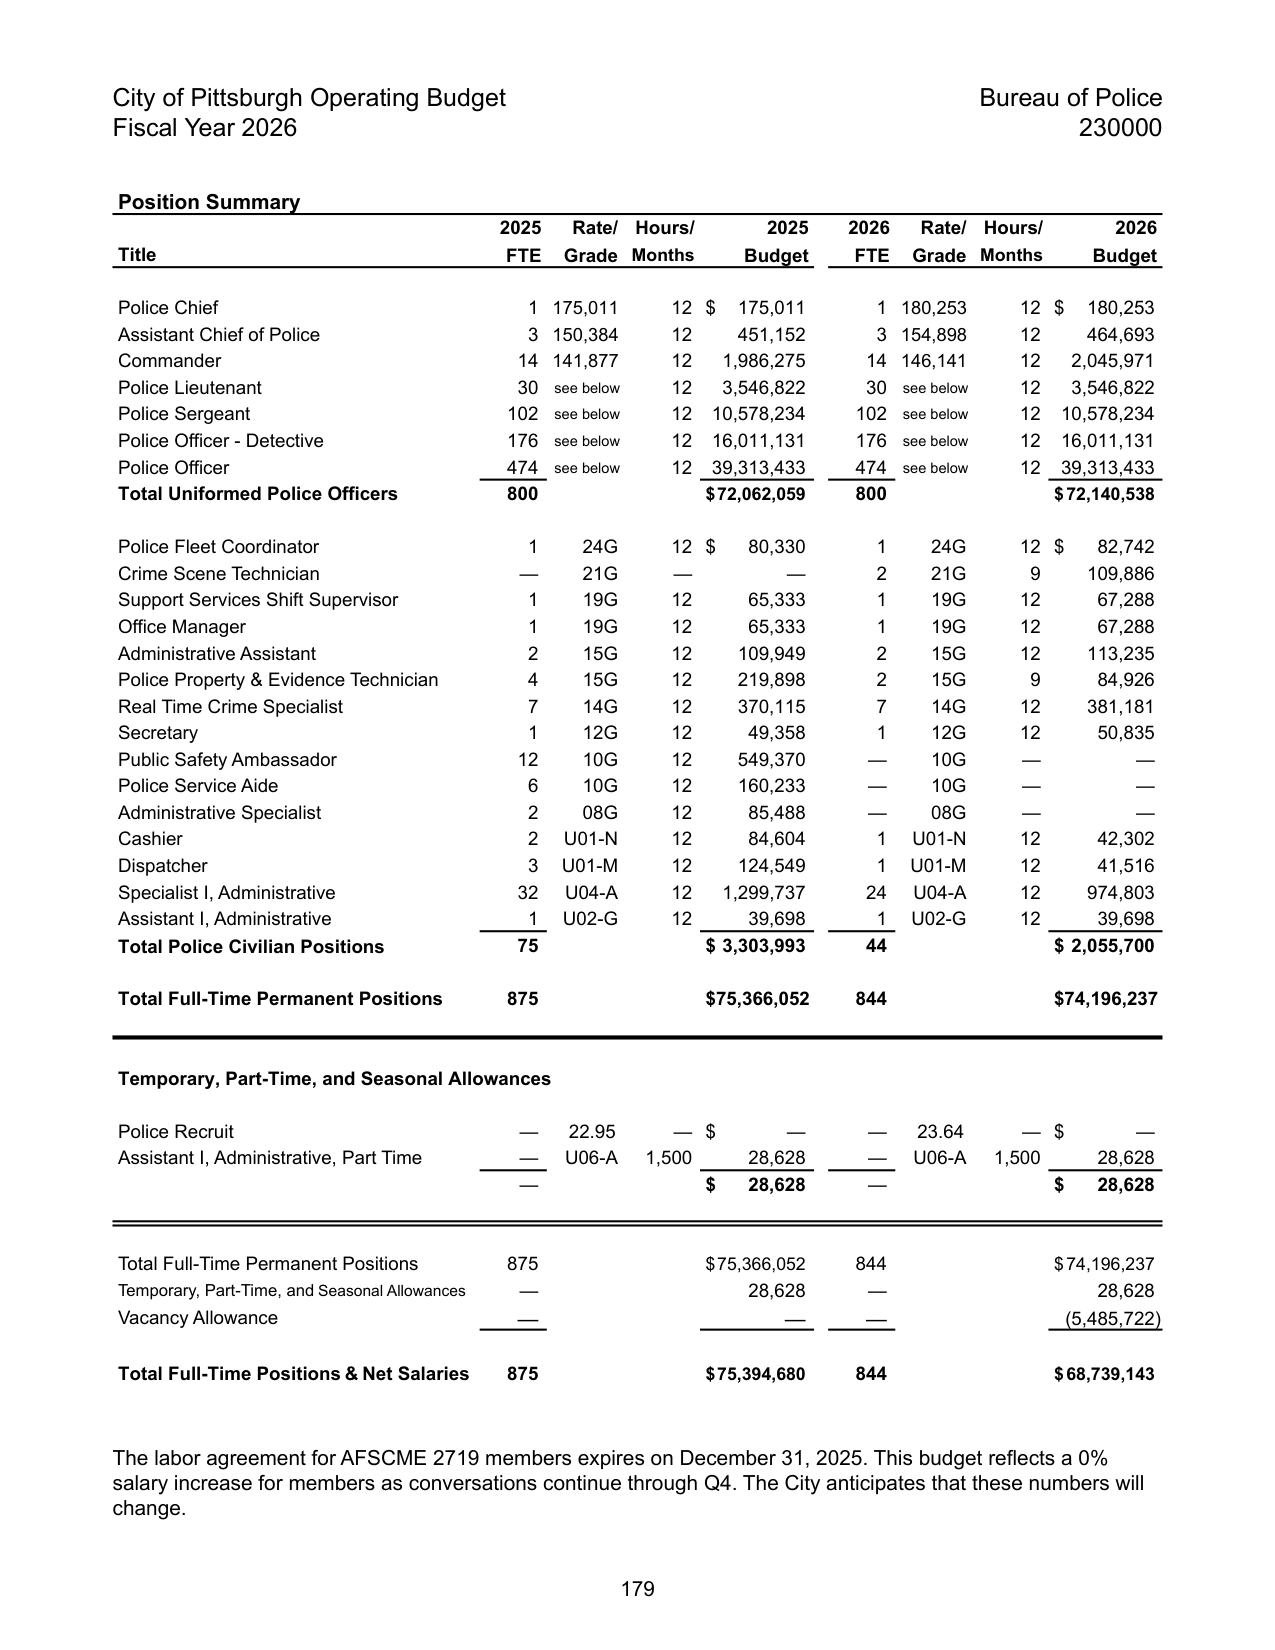 City of Pittsburgh Operating Budget Bureau of Police
Fiscal Year 2026 230000
Position Summary
2025 Rate/ Hours/ 2025 2026 Rate/ Hours/ 2026
Title FTE Grade Months Budget FTE Grade Months Budget
Police Chief 1 175,011 12 $ 175,011 1 180,253 12 $ 180,253
Assistant Chief of Police 3 150,384 12 451,152 3 154,898 12 464,693
Commander 14 141,877 12 1,986,275 14 146,141 12 2,045,971
Police Lieutenant 30 see below 12 3,546,822 30 see below 12 3,546,822
Police Sergeant 102 see below 12 10,578,234 102 see below 12 10,578,234
Police Officer - Detective 176 see below 12 16,011,131 176 see below 12 16,011,131
Police Officer 474 see below 12 39,313,433 474 see below 12 39,313,433
Total Uniformed Police Officers 800 $72,062,059 800 $72,140,538
Police Fleet Coordinator 1 24G 12 $ 80,330 1 24G 12 $ 82,742
Crime Scene Technician — 21G — — 2 21G 9 109,886
Support Services Shift Supervisor 1 19G 12 65,333 1 19G 12 67,288
Office Manager 1 19G 12 65,333 1 19G 12 67,288
Administrative Assistant 2 15G 12 109,949 2 15G 12 113,235
Police Property & Evidence Technician 4 15G 12 219,898 2 15G 9 84,926
Real Time Crime Specialist 7 14G 12 370,115 7 14G 12 381,181
Secretary 1 12G 12 49,358 1 12G 12 50,835
Public Safety Ambassador 12 10G 12 549,370 — 10G — —
Police Service Aide 6 10G 12 160,233 — 10G — —
Administrative Specialist 2 08G 12 85,488 — 08G — —
Cashier 2 U01-N 12 84,604 1 U01-N 12 42,302
Dispatcher 3 U01-M 12 124,549 1 U01-M 12 41,516
Specialist I, Administrative 32 U04-A 12 1,299,737 24 U04-A 12 974,803
Assistant I, Administrative 1 U02-G 12 39,698 1 U02-G 12 39,698
Total Police Civilian Positions 75 $ 3,303,993 44 $ 2,055,700
Total Full-Time Permanent Positions 875 $75,366,052 844 $74,196,237
Temporary, Part-Time, and Seasonal Allowances
Police Recruit — 22.95 — $ — — 23.64 — $ —
Assistant I, Administrative, Part Time — U06-A 1,500 28,628 — U06-A 1,500 28,628
— $ 28,628 — $ 28,628
Total Full-Time Permanent Positions 875 $75,366,052 844 $74,196,237
Temporary, Part-Time, and Seasonal Allowances — 28,628 — 28,628
Vacancy Allowance — — — (5,485,722)
Total Full-Time Positions & Net Salaries 875 $75,394,680 844 $68,739,143
The labor agreement for AFSCME 2719 members expires on December 31, 2025. This budget reflects a 0%
salary increase for members as conversations continue through Q4. The City anticipates that these numbers will
change.
179